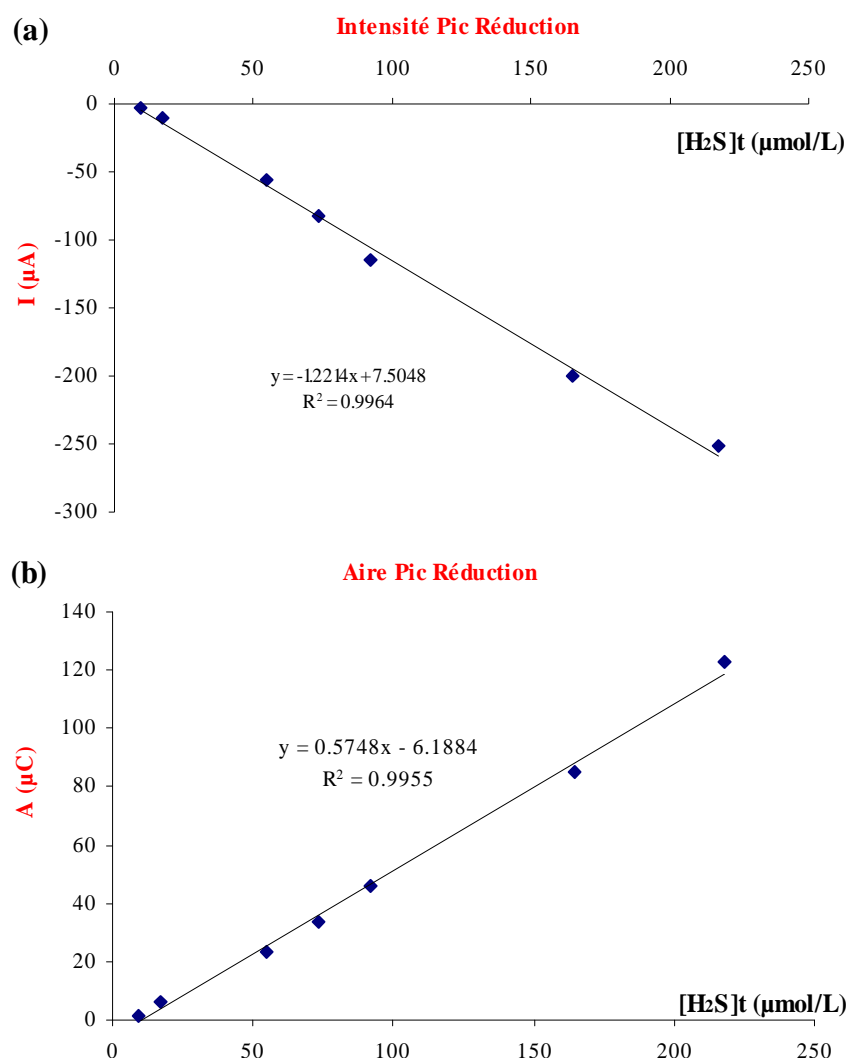 (a)
Intensité Pic Réduction
0 50 100 150 200 250
0
[H2S]t (µmol/L)
-50
-100
I (µA)
-150
-200
-250
-300
y = -1.2214x + 7.5048
R² = 0.9964
(b)
Aire Pic Réduction
140
120
100
80
A (µC)
60
40
20
0
y = 0.5748x - 6.1884
R² = 0.9955
[H2S]t (µmol/L)
0 50 100 150 200 250